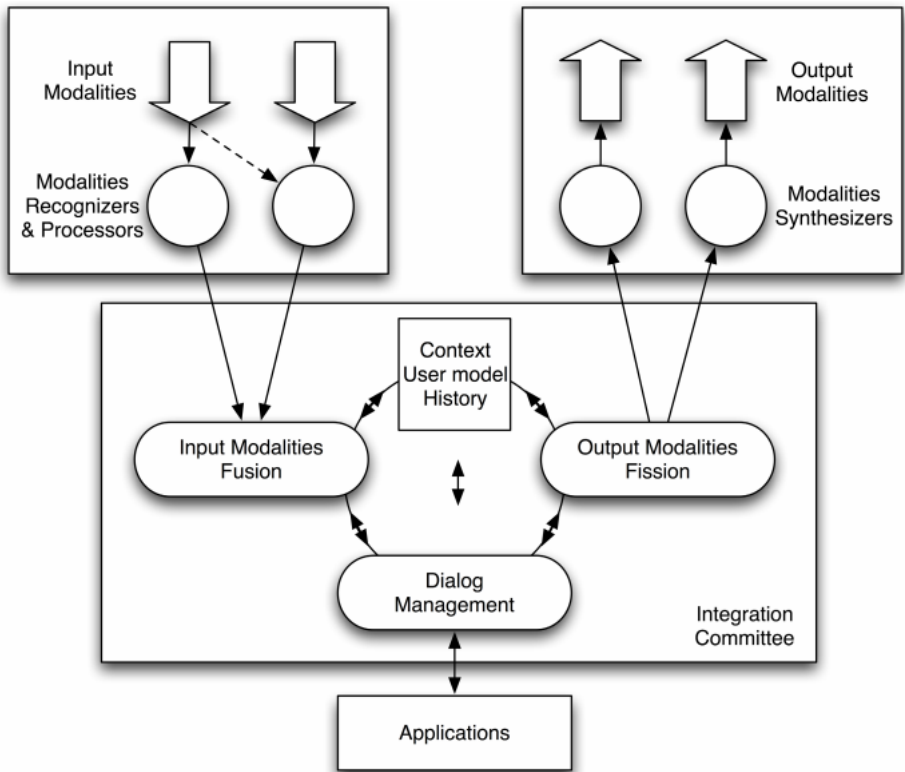 Input
Modalities
Modalities
Recognizers
& Processors
Output
Modalities
Modalities
Synthesizers
Context
User model
History
Input Modalities
Fusion
Output Modalities
Fission
Dialog
Management
Integration
Committee
Applications